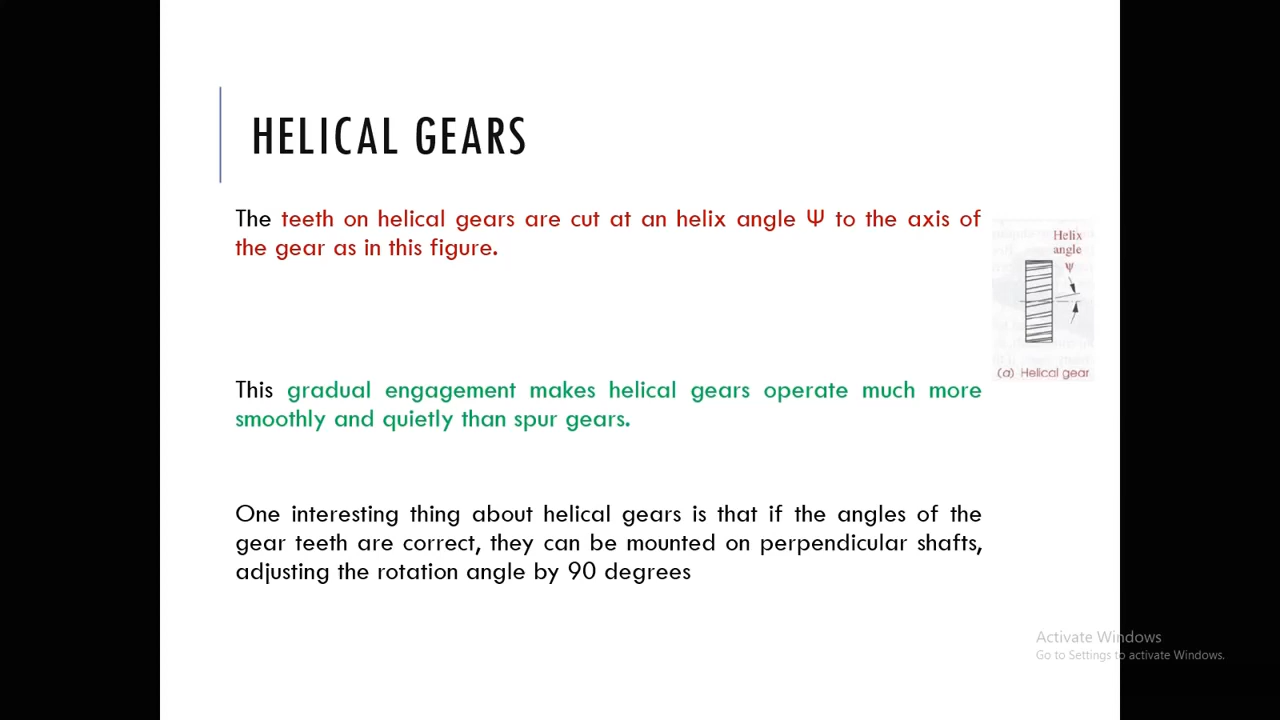 HELICAL GEARS
The teeth on helical gears are cut at an helix angle Ψ to the axis of
the gear as in this figure.
Helix
angle
ψ
(a) Helical gear
This gradual engagement makes helical gears operate much more
smoothly and quietly than spur gears.
One interesting thing about helical gears is that if the angles of the
gear teeth are correct, they can be mounted on perpendicular shafts,
adjusting the rotation angle by 90 degrees
Activate Windows
Go to Settings to activate Windows.